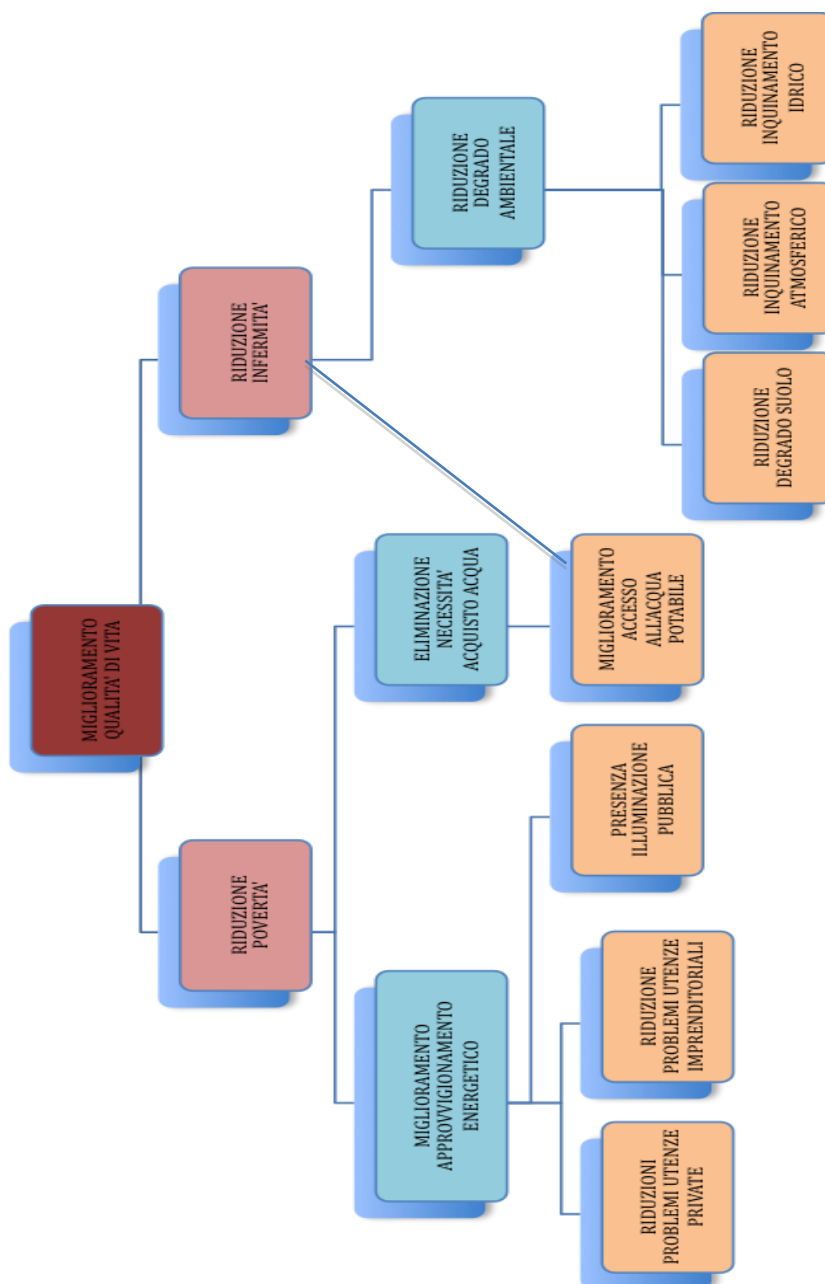 MIGLIORAMENTO
QUALITA' DI VITA
RIDUZIONE
POVERTA'
RIDUZIONE
INFERMITA'
MIGLIORAMENTO
APPROVVIGIONAMENTO
ENERGETICO
ELIMINAZIONE
NECESSITA'
ACQUISTO ACQUA
RIDUZIONE
DEGRADO
AMBIENTALE
RIDUZIONI
PROBLEMI UTENZE
PRIVATE
RIDUZIONE
PROBLEMI UTENZE
IMPRENDITORIALI
PRESENZA
ILLUMINAZIONE
PUBBLICA
MIGLIORAMENTO
ACCESSO
ALL'ACQUA
POTABILE
RIDUZIONE
DEGRADO SUOLO
RIDUZIONE
INQUINAMENTO
ATMOSFERICO
RIDUZIONE
INQUINAMENTO
IDRICO